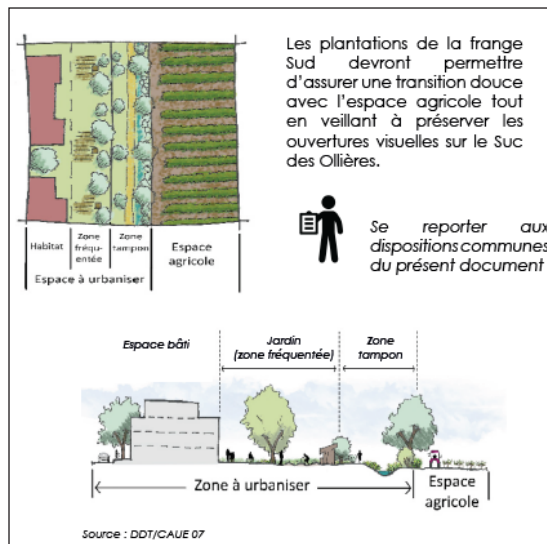 Les plantations de la frange
Sud devront permettre
d'assurer une transition douce
avec l'espace agricole tout
en veillant à préserver les
ouvertures visuelles sur le Suc
des Ollières.
Se reporter aux
dispositions communes
du présent document
Habitat
Zone
fréqu-
entée
Zone
tampon
Espace
agricole
Espace à urbaniser
Espace bâti
Jardin
(zone fréquentée)
Zone
tampon
Zone à urbaniser
Espace
agricole
Source : DDT/CAUE 07